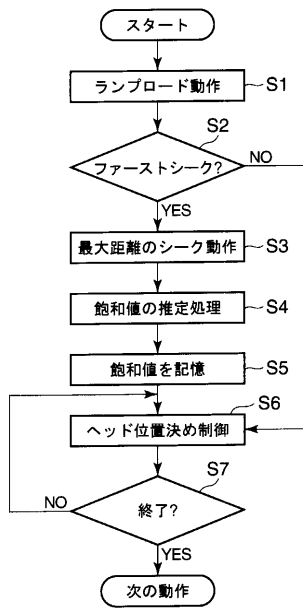 スタート
ランプロード動作
S1
S2
ファーストシーク?
NO
YES
最大距離のシーク動作
S3
飽和値の推定処理
S4
飽和値を記憶
S5
S6
ヘッド位置決め制御
S7
NO
終了?
YES
次の動作